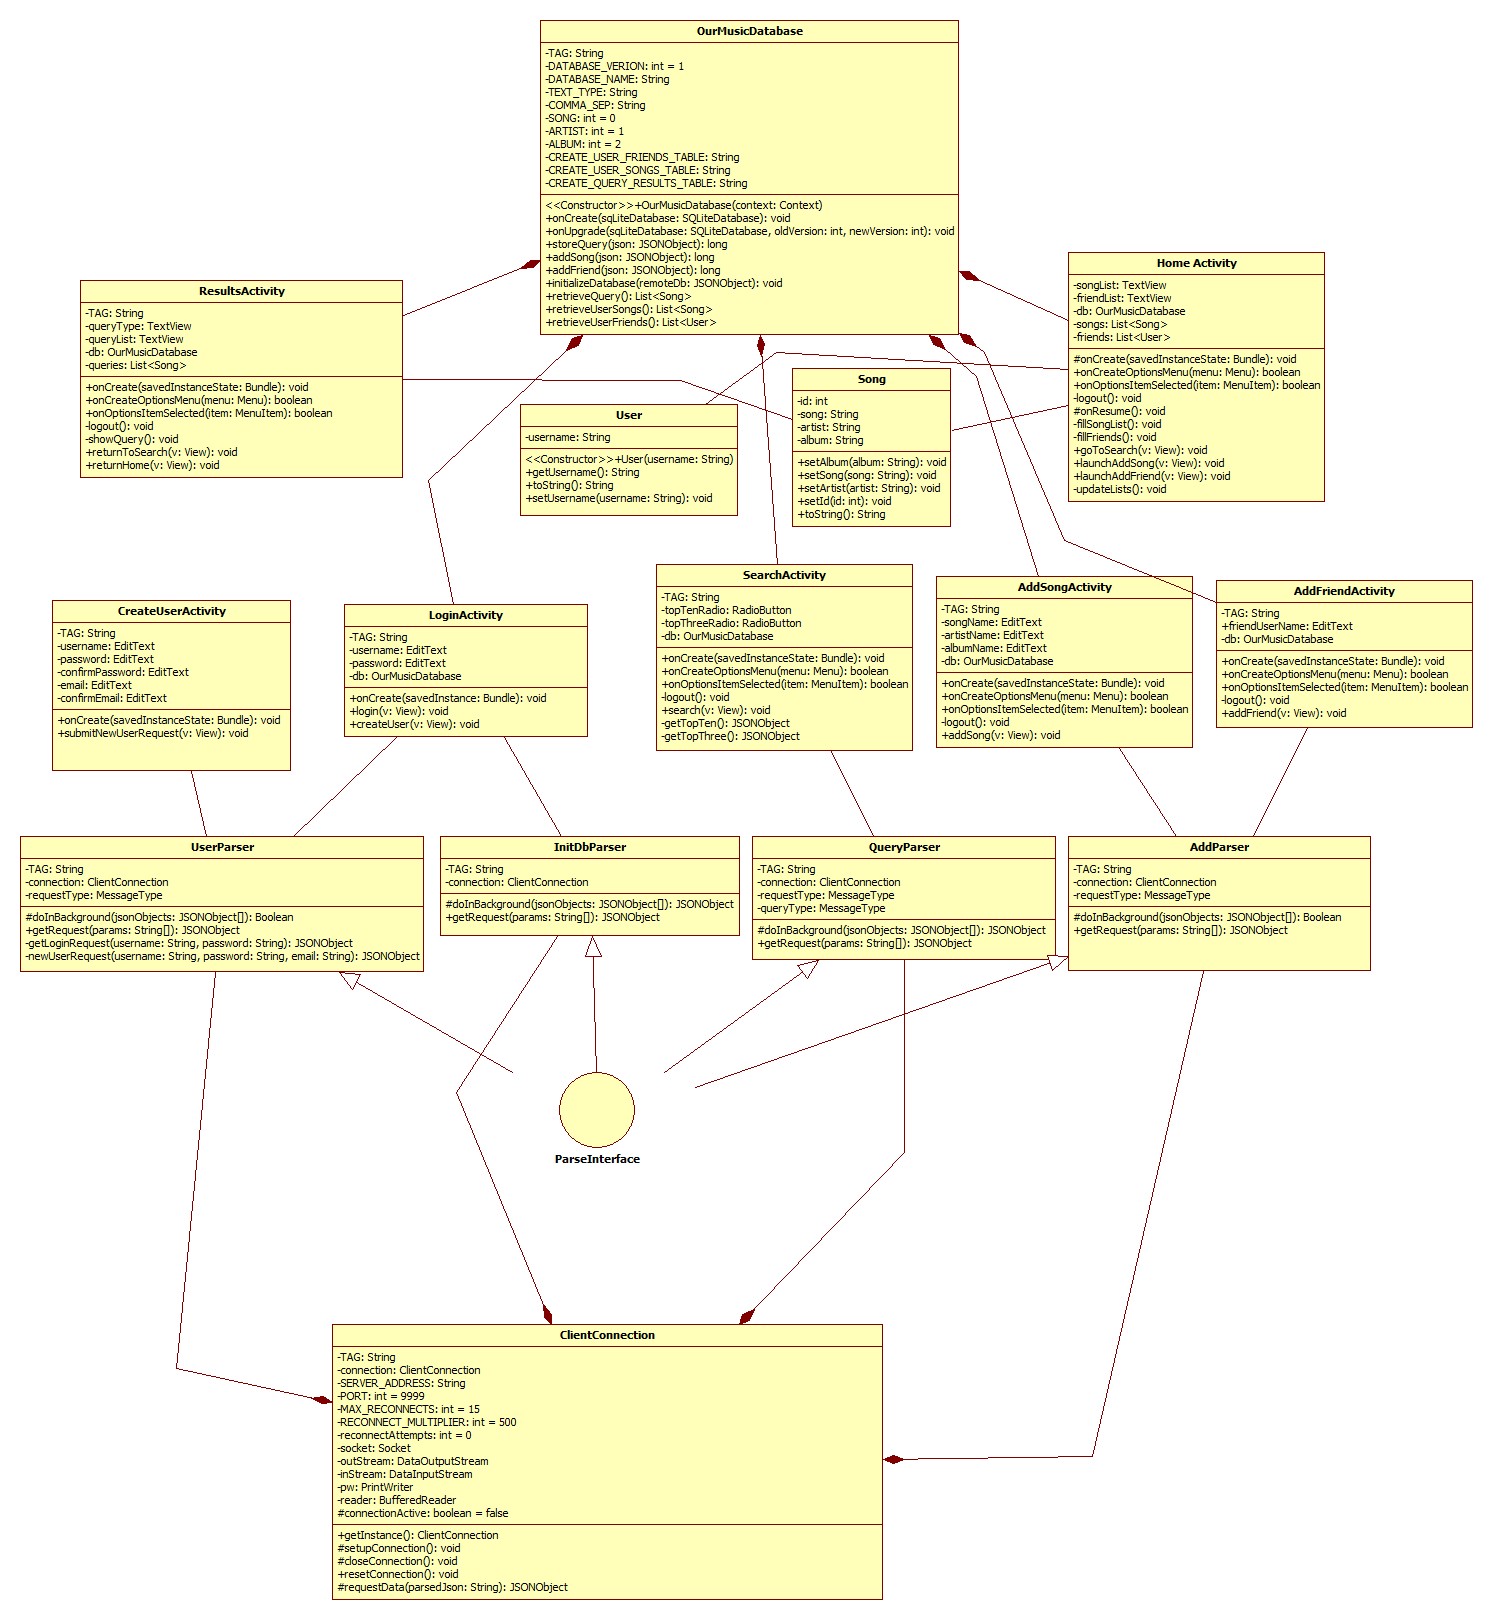 OurMusicDatabase
-TAG: String
-DATABASE_VERION: int = 1
-DATABASE_NAME: String
-TEXT_TYPE: String
-COMMA_SEP: String
-SONG: int = 0
-ARTIST: int = 1
-ALBUM: int = 2
-CREATE_USER_FRIENDS_TABLE: String
-CREATE_USER_SONGS_TABLE: String
-CREATE_QUERY_RESULTS_TABLE: String
<<Constructor>>+OurMusicDatabase(context: Context)
+onCreate(sqLiteDatabase: SQLiteDatabase): void
+onUpgrade(sqLiteDatabase: SQLiteDatabase, oldVersion: int, newVersion: int): void
+storeQuery(json: JSONObject): long
+addSong(json: JSONObject): long
+addFriend(json: JSONObject): long
+initializeDatabase(remoteDb: JSONObject): void
+retrieveQuery(): List<Song>
+retrieveUserSongs(): List<Song>
+retrieveUserFriends(): List<User>
ResultsActivity
-TAG: String
-queryType: TextView
-queryList: TextView
-db: OurMusicDatabase
-queries: List<Song>
+onCreate(savedInstanceState: Bundle): void
+onCreateOptionsMenu(menu: Menu): boolean
+onOptionsItemSelected(item: MenuItem): boolean
-logout(): void
-showQuery(): void
+returnToSearch(v: View): void
+returnHome(v: View): void
Home Activity
-songList: TextView
-friendList: TextView
-db: OurMusicDatabase
-songs: List<Song>
-friends: List<User>
#onCreate(savedInstanceState: Bundle): void
+onCreateOptionsMenu(menu: Menu): boolean
+onOptionsItemSelected(item: MenuItem): boolean
-logout(): void
#onResume(): void
-fillSongList(): void
-fillFriends(): void
+goToSearch(v: View): void
+launchAddSong(v: View): void
+launchAddFriend(v: View): void
-updateLists(): void
User
-username: String
<<Constructor>>+User(username: String)
+getUsername(): String
+toString(): String
+setUsername(username: String): void
Song
-id: int
-song: String
-artist: String
-album: String
+setAlbum(album: String): void
+setSong(song: String): void
+setArtist(artist: String): void
+setId(id: int): void
+toString(): String
CreateUserActivity
-TAG: String
-username: EditText
-password: EditText
-confirmPassword: EditText
-email: EditText
-confirmEmail: EditText
+onCreate(savedInstanceState: Bundle): void
+submitNewUserRequest(v: View): void
LoginActivity
-TAG: String
-username: EditText
-password: EditText
-db: OurMusicDatabase
+onCreate(savedInstance: Bundle): void
+login(v: View): void
+createUser(v: View): void
SearchActivity
-TAG: String
-topTenRadio: RadioButton
-topThreeRadio: RadioButton
-db: OurMusicDatabase
+onCreate(savedInstanceState: Bundle): void
+onCreateOptionsMenu(menu: Menu): boolean
+onOptionsItemSelected(item: MenuItem): boolean
-logout(): void
+search(v: View): void
-getTopTen(): JSONObject
-getTopThree(): JSONObject
AddSongActivity
-TAG: String
-songName: EditText
-artistName: EditText
-albumName: EditText
-db: OurMusicDatabase
+onCreate(savedInstanceState: Bundle): void
+onCreateOptionsMenu(menu: Menu): boolean
+onOptionsItemSelected(item: MenuItem): boolean
-logout(): void
+addSong(v: View): void
AddFriendActivity
-TAG: String
+friendUserName: EditText
-db: OurMusicDatabase
+onCreate(savedInstanceState: Bundle): void
+onCreateOptionsMenu(menu: Menu): boolean
+onOptionsItemSelected(item: MenuItem): boolean
-logout(): void
+addFriend(v: View): void
UserParser
-TAG: String
-connection: ClientConnection
-requestType: MessageType
#doInBackground(jsonObjects: JSONObject[]): Boolean
+getRequest(params: String[]): JSONObject
-getLoginRequest(username: String, password: String): JSONObject
-newUserRequest(username: String, password: String, email: String): JSONObject
InitDbParser
-TAG: String
-connection: ClientConnection
#doInBackground(jsonObjects: JSONObject[]): JSONObject
+getRequest(params: String[]): JSONObject
QueryParser
-TAG: String
-connection: ClientConnection
-requestType: MessageType
-queryType: MessageType
#doInBackground(jsonObjects: JSONObject[]): JSONObject
+getRequest(params: String[]): JSONObject
AddParser
-TAG: String
-connection: ClientConnection
-requestType: MessageType
#doInBackground(jsonObjects: JSONObject[]): Boolean
+getRequest(params: String[]): JSONObject
ParseInterface
ClientConnection
-TAG: String
-connection: ClientConnection
-SERVER_ADDRESS: String
-PORT: int = 9999
-MAX_RECONNECTS: int = 15
-RECONNECT_MULTIPLIER: int = 500
-reconnectAttempts: int = 0
-socket: Socket
-outStream: DataOutputStream
-inStream: DataInputStream
-pw: PrintWriter
-reader: BufferedReader
#connectionActive: boolean = false
+getInstance(): ClientConnection
#setupConnection(): void
#closeConnection(): void
+resetConnection(): void
#requestData(parsedJson: String): JSONObject